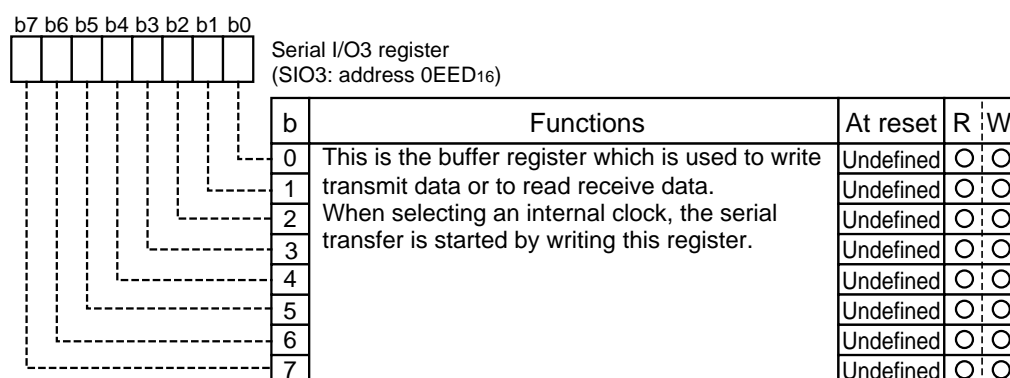 b7 b6 b5 b4 b3 b2 b1 b0
Serial I/O3 register
(SIO3: address 0EED16)
b Functions At reset R W
0 This is the buffer register which is used to write Undefined O O
1 transmit data or to read receive data. Undefined O O
2 When selecting an internal clock, the serial Undefined O O
3 transfer is started by writing this register. Undefined O O
4 Undefined O O
5 Undefined O O
6 Undefined O O
7 Undefined O O